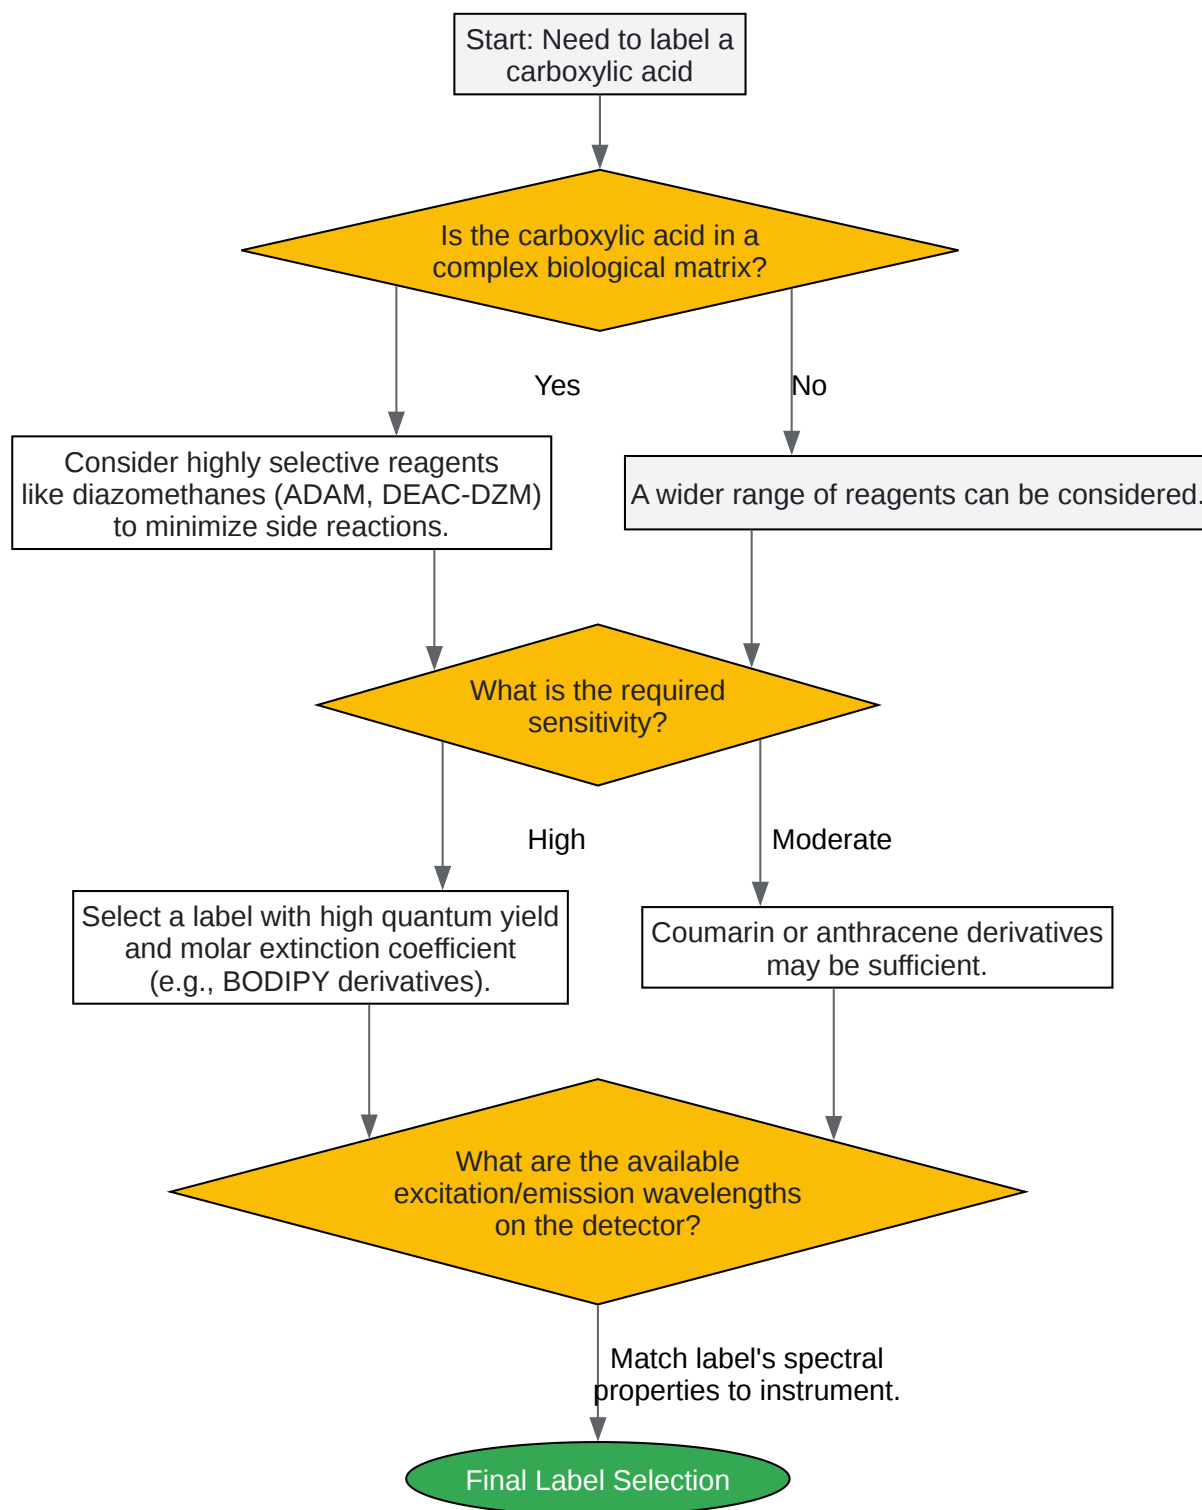 Start: Need to label a
carboxylic acid
Is the carboxylic acid in a
complex biological matrix?
Yes
No
Consider highly selective reagents
like diazomethanes (ADAM, DEAC-DZM)
to minimize side reactions.
A wider range of reagents can be considered.
What is the required
sensitivity?
High
Moderate
Select a label with high quantum yield
and molar extinction coefficient
(e.g., BODIPY derivatives).
Coumarin or anthracene derivatives
may be sufficient.
What are the available
excitation/emission wavelengths
on the detector?
Match label's spectral
properties to instrument.
Final Label Selection